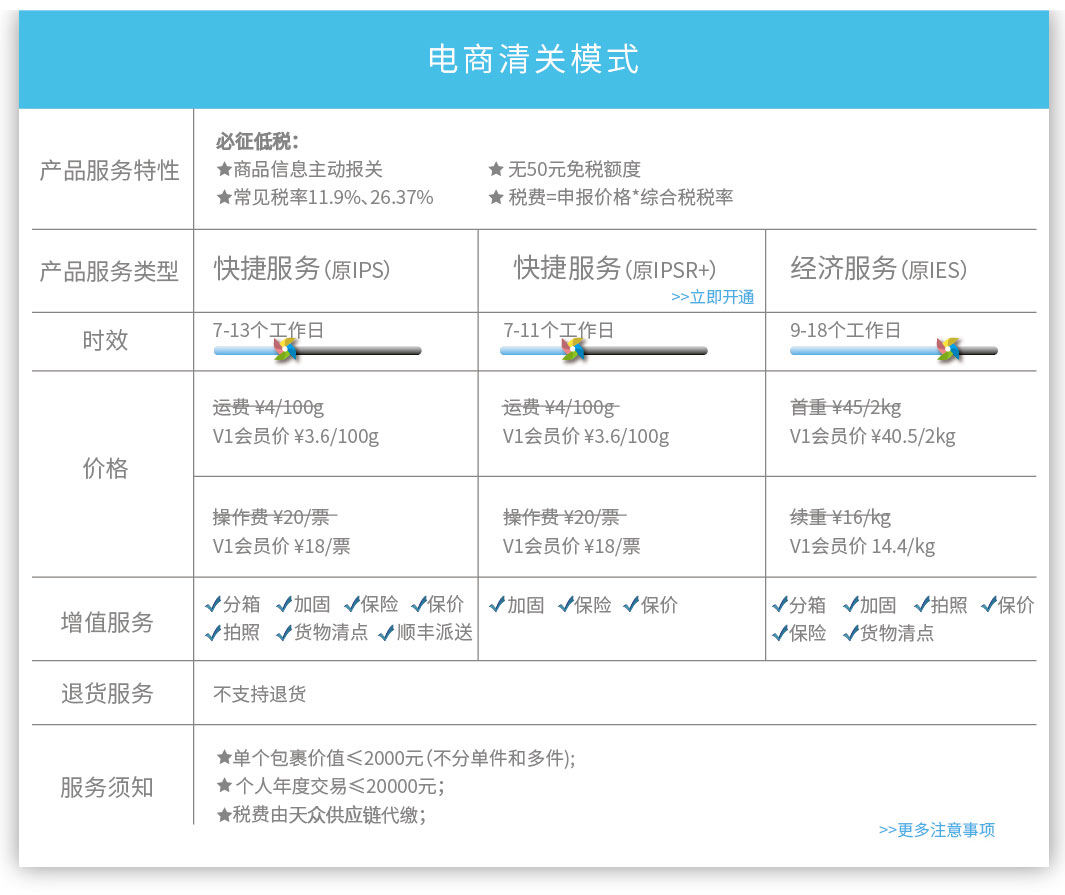 电商清关模式
产品服务特性
必征低税：
★商品信息主动报关
★ 无50元免税额度
★常见税率11.9%、26.37%
★ 税费=申报价格*综合税税率
产品服务类型
快捷服务（原IPS）
快捷服务（原IPSR+）
>>立即开通
经济服务（原IES）
时效
7-13个工作日
7-11个工作日
9-18个工作日
价格
运费 ¥4/100g
V1会员价 ¥3.6/100g
运费 ¥4/100g
V1会员价 ¥3.6/100g
首重 ¥45/2kg
V1会员价 ¥40.5/2kg
操作费 ¥20/票
V1会员价 ¥18/票
操作费 ¥20/票
V1会员价 ¥18/票
续重 ¥16/kg
V1会员价 14.4/kg
增值服务
分箱 加固 保险 保价
拍照 货物清点 顺丰派送
加固 保险 保价
分箱 加固 拍照 保价
保险 货物清点
退货服务
不支持退货
服务须知
★单个包裹价值≤2000元（不分单件和多件);
★ 个人年度交易≤20000元；
★税费由天众供应链代缴；
>>更多注意事项